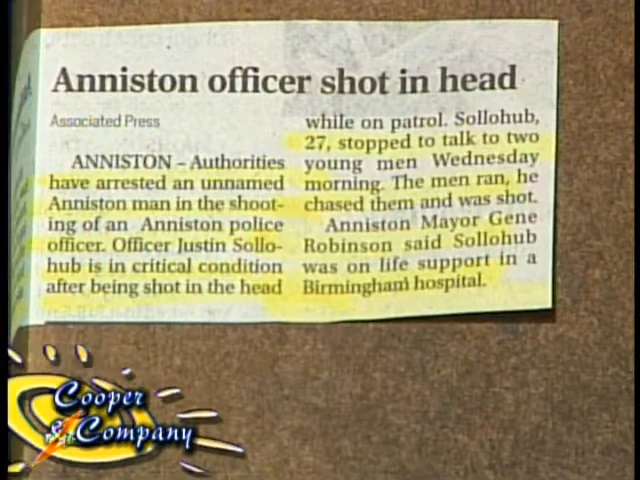 Anniston officer shot in head
Associated Press
ANNISTON – Authorities
have arrested an unnamed
Anniston man in the shoot-
ing of an Anniston police
officer. Officer Justin Sollo-
hub is in critical condition
after being shot in the head
while on patrol. Sollohub,
27, stopped to talk to two
young men Wednesday
morning. The men ran, he
chased them and was shot.
Anniston Mayor Gene
Robinson said Sollohub
was on life support in a
Birmingham hospital.
Cooper
& Company